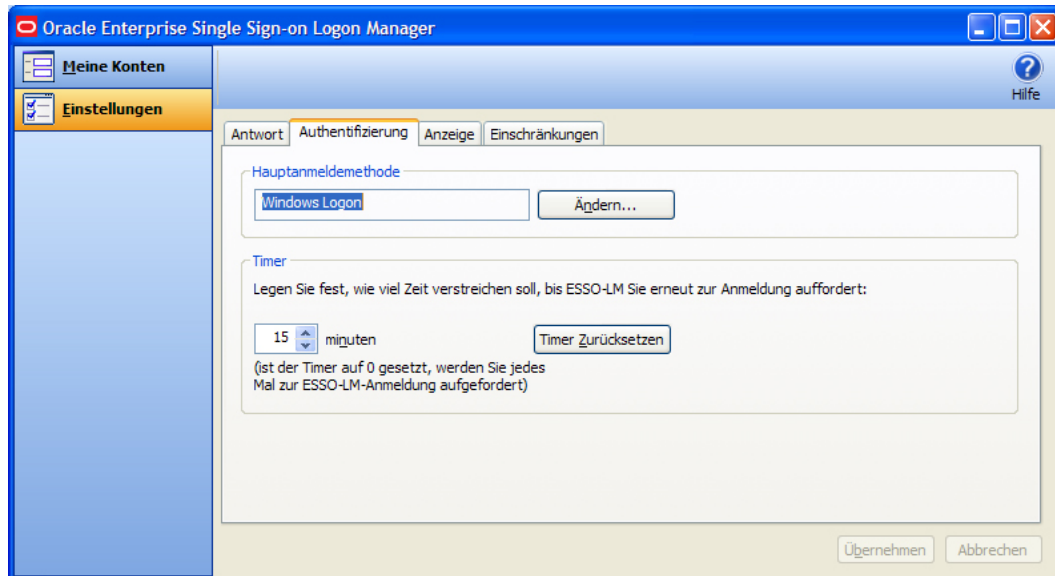 Oracle Enterprise Single Sign-on Logon Manager
Meine Konten
Einstellungen
Hilfe
Antwort Authentifizierung Anzeige Einschränkungen
Hauptanmeldemethode
Windows Logon Ändern...
Timer
Legen Sie fest, wie viel Zeit verstreichen soll, bis ESSO-LM Sie erneut zur Anmeldung auffordert:
15 minuten Timer Zurücksetzen
(ist der Timer auf 0 gesetzt, werden Sie jedes
Mal zur ESSO-LM-Anmeldung aufgefordert)
Übernehmen Abbrechen